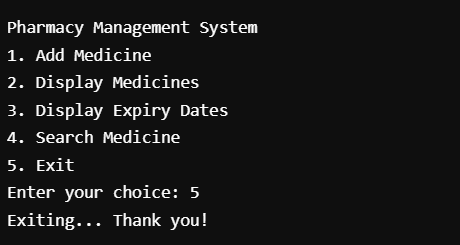 Pharmacy Management System
1. Add Medicine
2. Display Medicines
3. Display Expiry Dates
4. Search Medicine
5. Exit
Enter your choice: 5
Exiting... Thank you!